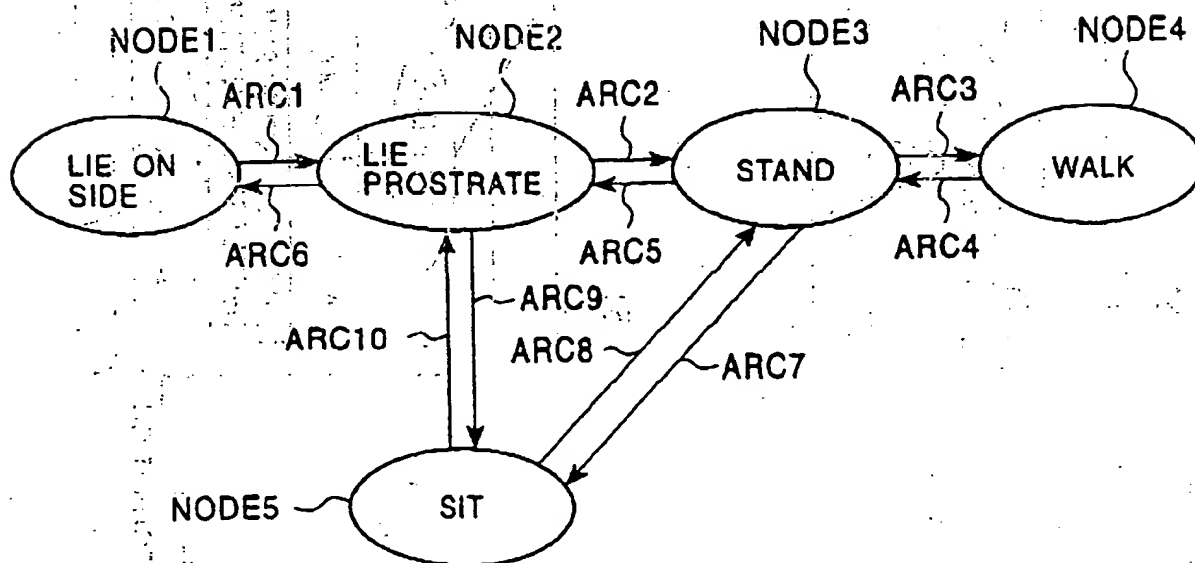 NODE1
NODE2
NODE3
NODE4
ARC1
ARC2
ARC3
LIE ON
SIDE
LIE
PROSTRATE
STAND
WALK
ARC6
ARC5
ARC4
ARC9
ARC10
ARC8
ARC7
NODE5
SIT